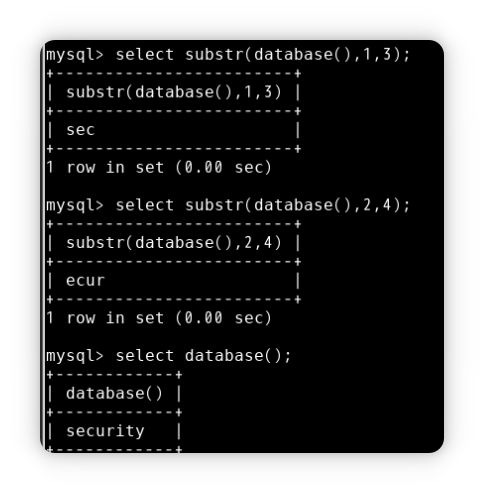 mysql> select substr(database(),1,3);
+------------------------+
| substr(database(),1,3) |
+------------------------+
| sec                    |
+------------------------+
1 row in set (0.00 sec)
mysql> select substr(database(),2,4);
+------------------------+
| substr(database(),2,4) |
+------------------------+
| ecur                   |
+------------------------+
1 row in set (0.00 sec)
mysql> select database();
+------------+
| database() |
+------------+
| security   |
+------------+